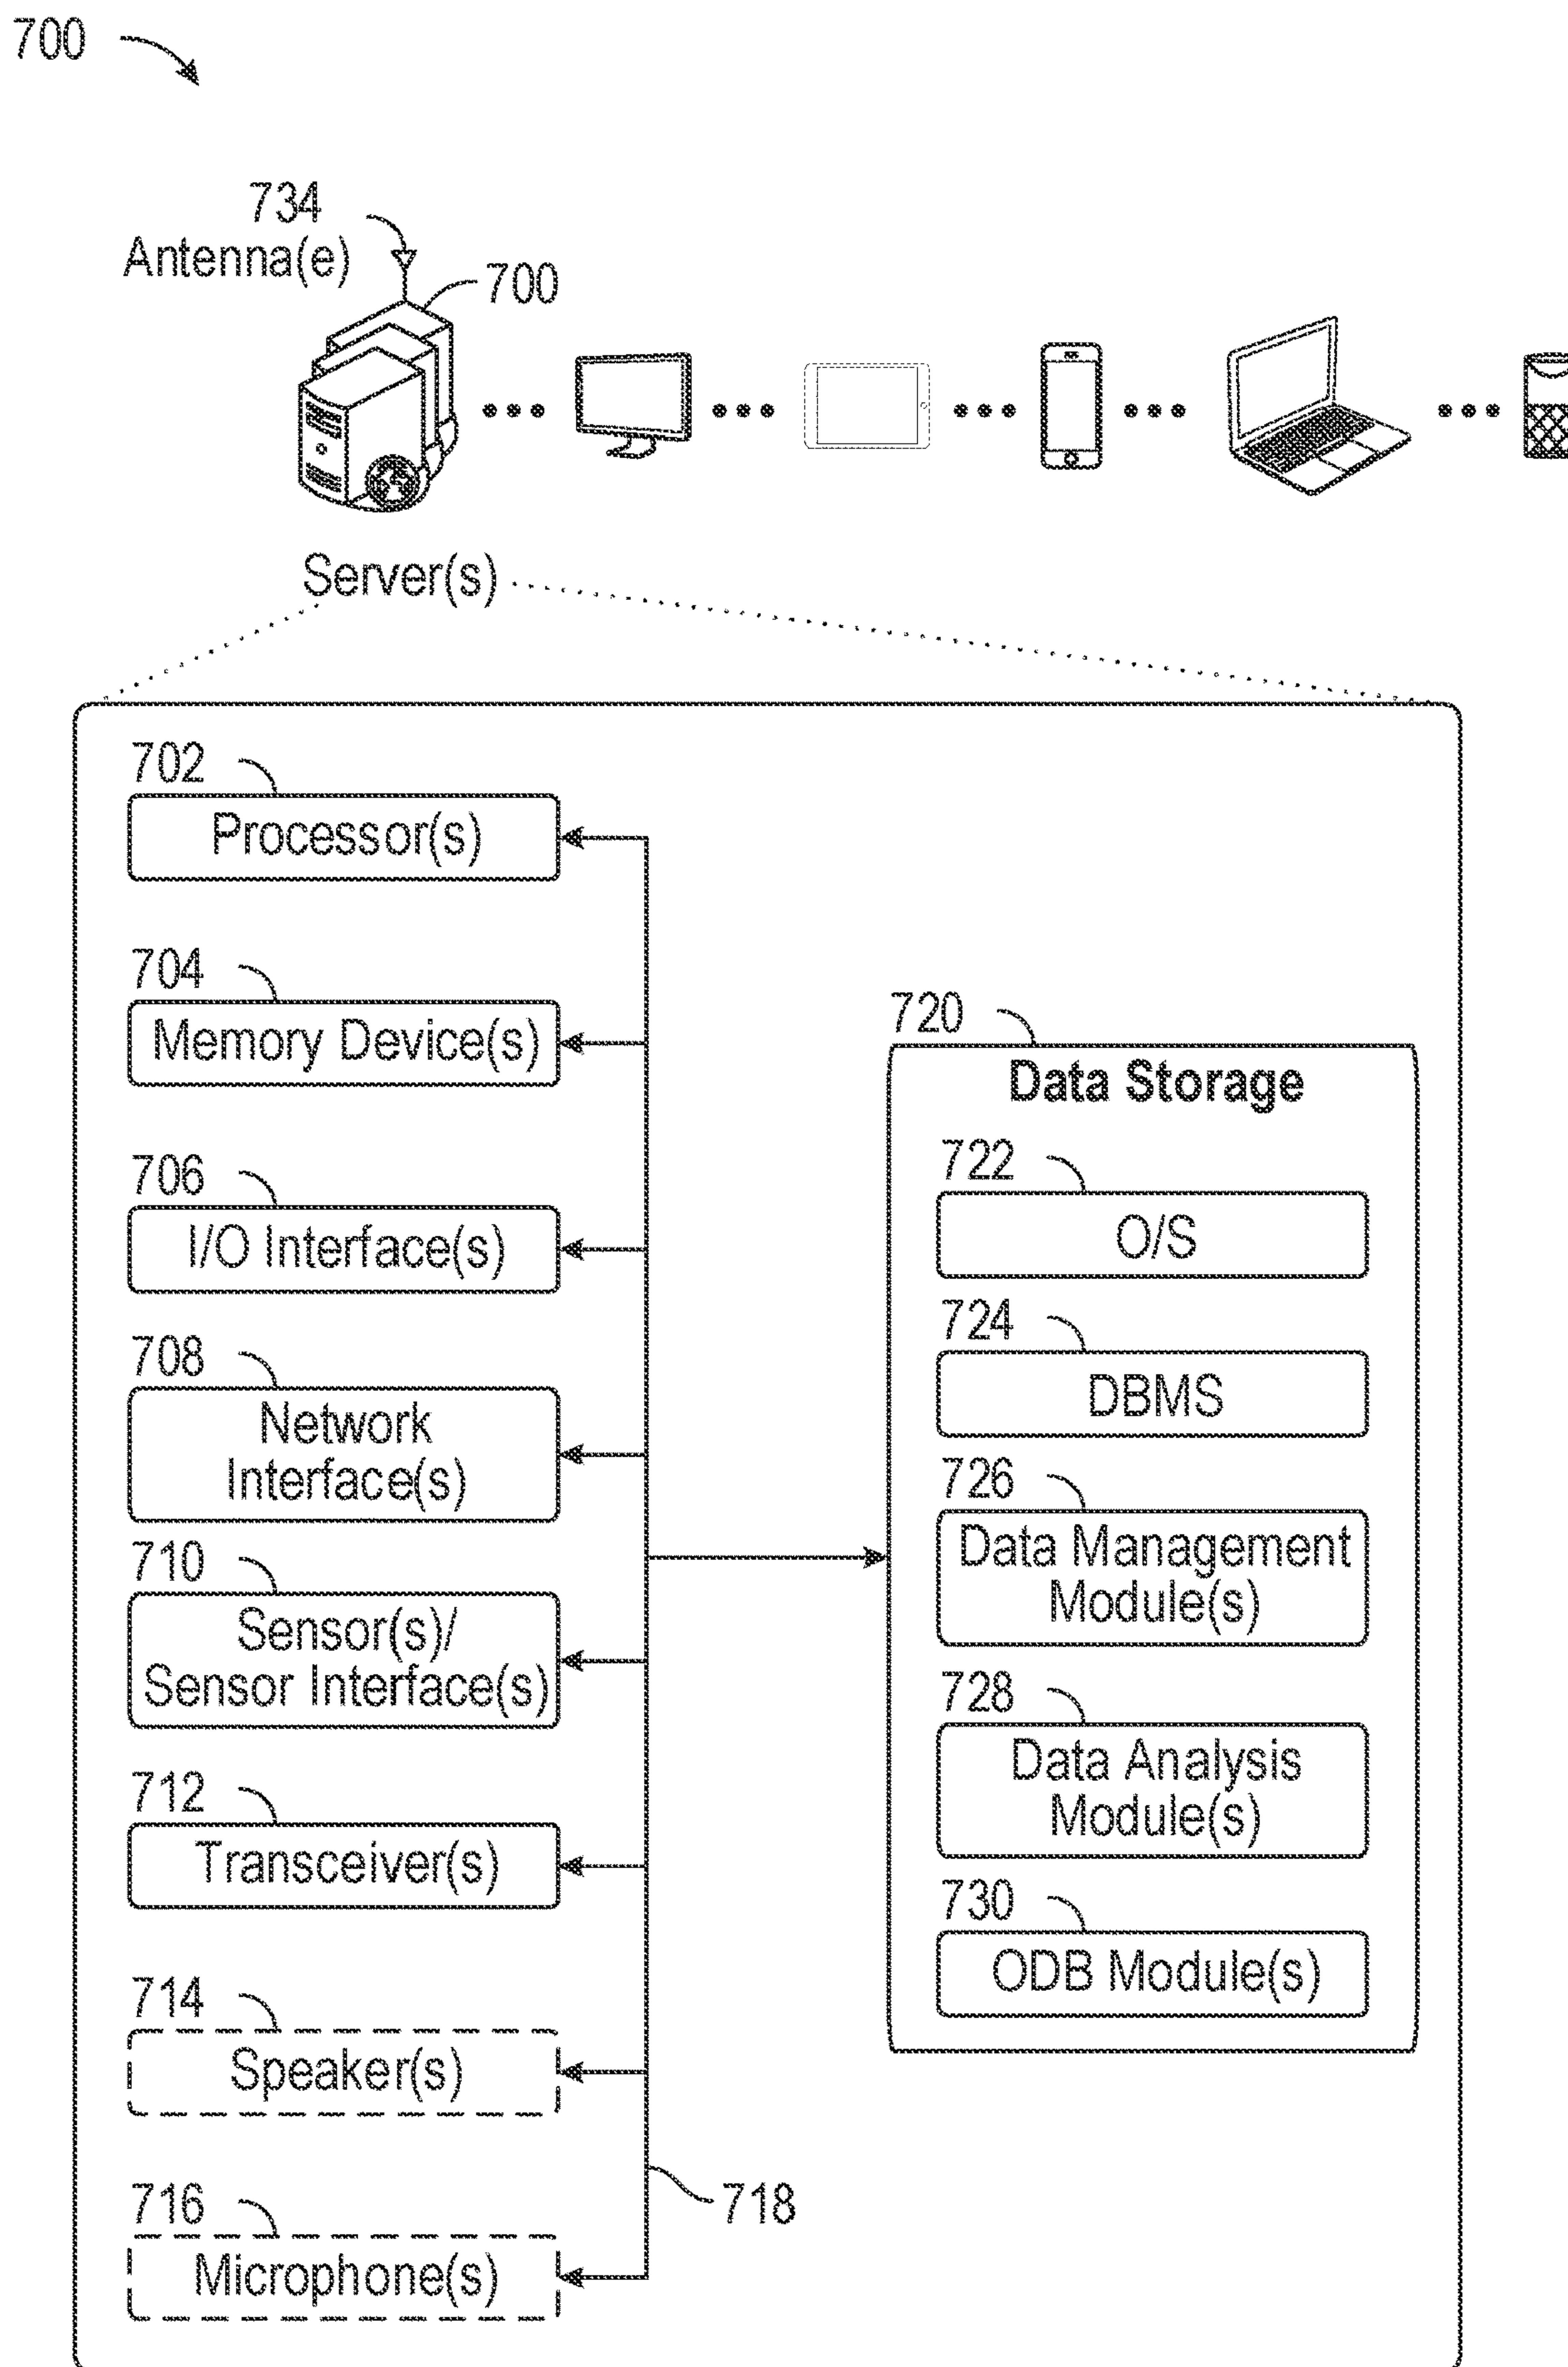 700
734
Antenna(e)
700
Server(s)
702
Processor(s)
704
Memory Device(s)
706
I/O Interface(s)
708
Network
Interface(s)
710
Sensor(s)/
Sensor Interface(s)
712
Transceiver(s)
714
Speaker(s)
716
Microphone(s)
718
720
Data Storage
722
O/S
724
DBMS
726
Data Management
Module(s)
728
Data Analysis
Module(s)
730
ODB Module(s)